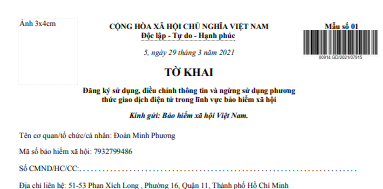 Ảnh 3x4cm
CỘNG HÒA XÃ HỘI CHỦ NGHĨA VIỆT NAM
Độc lập - Tự do - Hạnh phúc
Mẫu số 01
5, ngày 29 tháng 3 năm 2021
TỜ KHAI
Đăng ký sử dụng, điều chỉnh thông tin và ngừng sử dụng phương
thức giao dịch điện tử trong lĩnh vực bảo hiểm xã hội
Kính gửi: Bảo hiểm xã hội Việt Nam.
Tên cơ quan/tổ chức/cá nhân: Đoàn Minh Phương
Mã số bảo hiểm xã hội: 7932799486
Số CMND/HC/CC:
Địa chỉ liên hệ: 51-53 Phan Xích Long , Phường 16, Quận 11, Thành phố Hồ Chí Minh